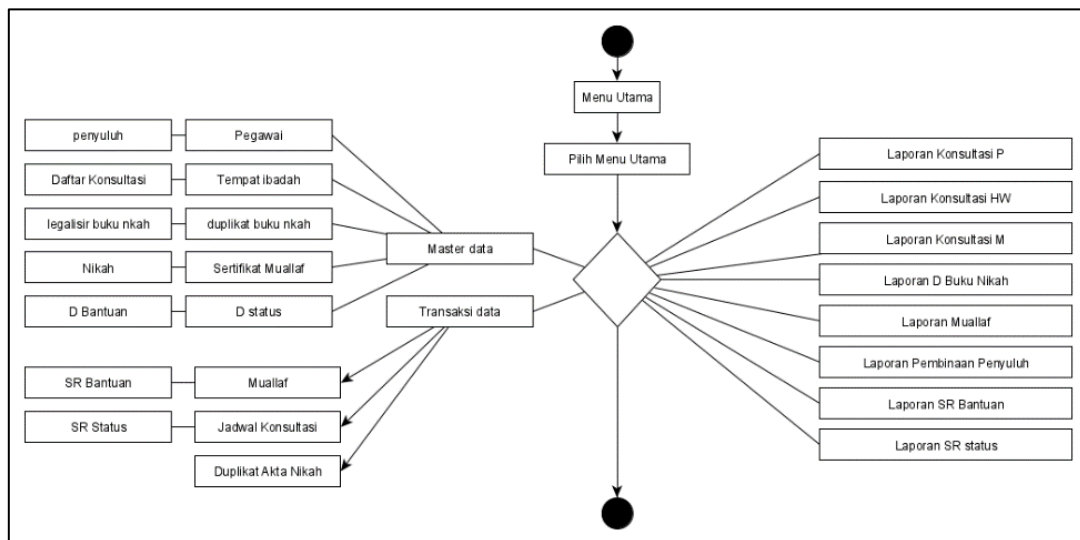 Menu Utama
Pilih Menu Utama
penyuluh
Pegawai
Daftar Konsultasi
Tempat ibadah
legalisir buku nkah
duplikat buku nkah
Nikah
Sertifikat Muallaf
D Bantuan
D status
Master data
Transaksi data
SR Bantuan
Muallaf
SR Status
Jadwal Konsultasi
Duplikat Akta Nikah
Laporan Konsultasi P
Laporan Konsultasi HW
Laporan Konsultasi M
Laporan D Buku Nikah
Laporan Muallaf
Laporan Pembinaan Penyuluh
Laporan SR Bantuan
Laporan SR status